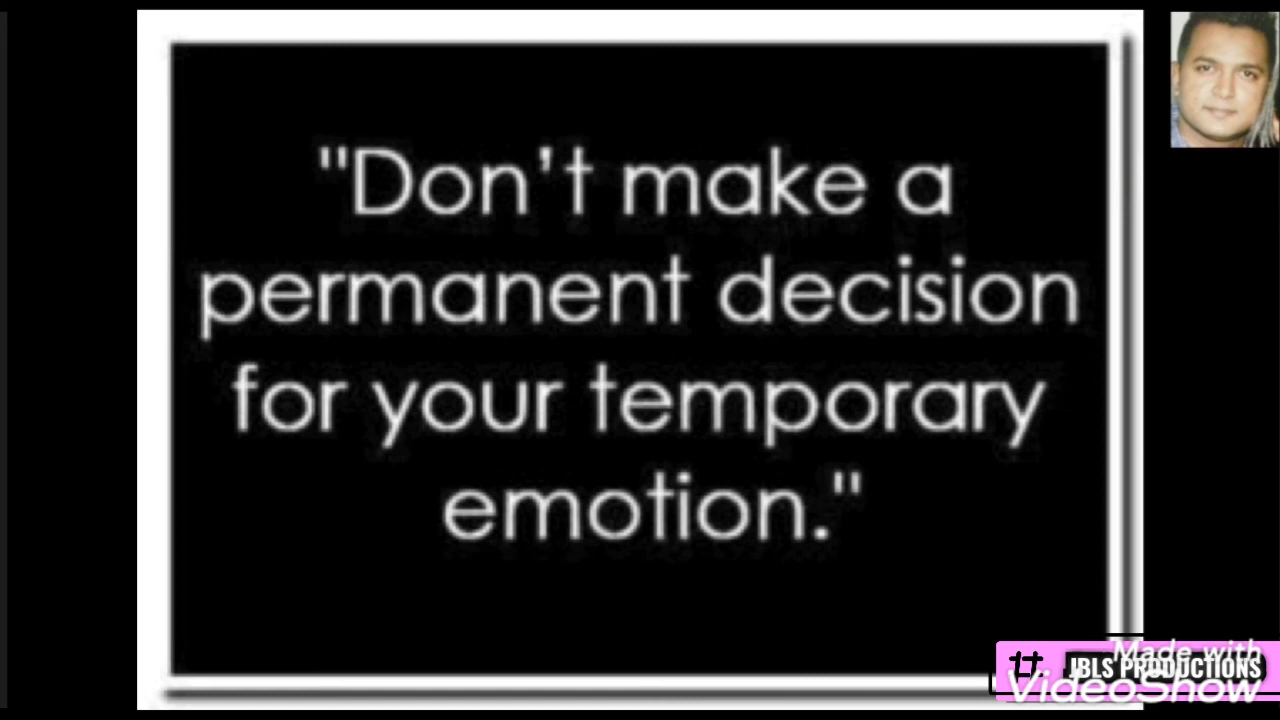 "Don't make a
permanent decision
for your temporary
emotion."
# JBLS PRODUCTIONS
Made with
VideoShow